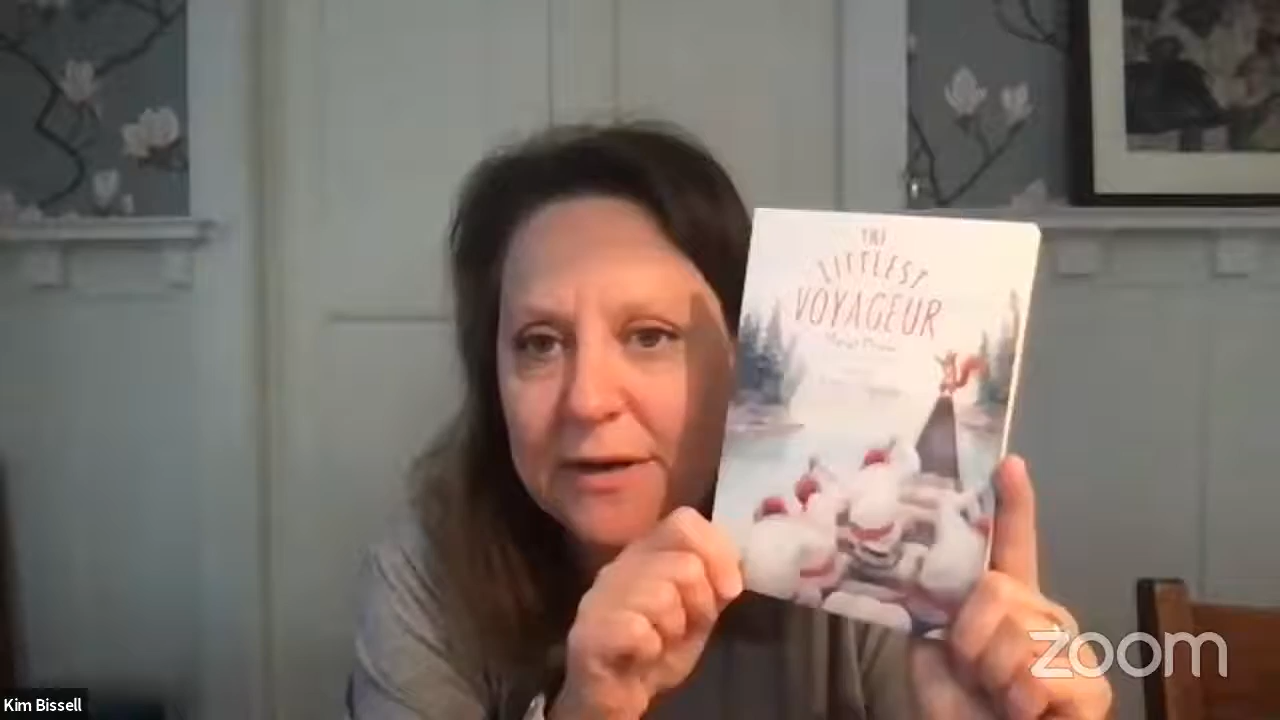 THE
LITTLEST
VOYAGEUR
zoom
Kim Bissell